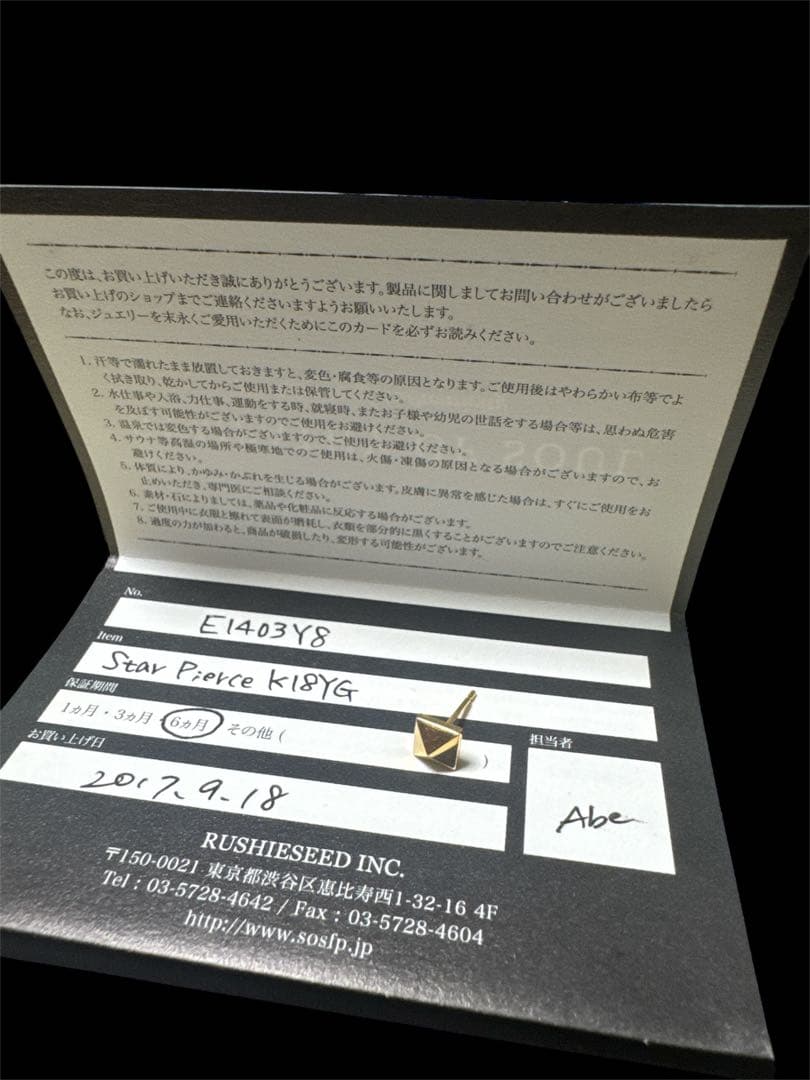 この度は、お買い上げいただき誠にありがとうございます。製品に関しましてお問い合わせがございましたら
お買い上げのショップまでご連絡くださいますようお願いいたします。
なお、ジュエリーを末永くご愛用いただくためにこのカードを必ずお読みください。
1. 汗等で濡れたまま放置しておきますと、変色・腐食等の原因となります。ご使用後はやわらかい布等でよ
く拭き取り、乾かしてからご使用または保管してください。
2. 水仕事や入浴、力仕事、運動をする時、就寝時、またお子様や幼児の世話をする場合等は、思わぬ危害
を及ぼす可能性がございますのでご使用をお避けください。
3. 温泉では変色する場合がございますので、ご使用をお避けください。
4. サウナ等高湿の場所や極寒地でのご使用は、火傷・凍傷の原因となる場合がございますので、お
避けください。
5. 体質により、かゆみ・かぶれを生じる場合がございます。皮膚に異常を感じた場合は、すぐにご使用をお
止めいただき、専門医にご相談ください。
6. 素材・石によりましては、薬品や化粧品に反応する場合がございます。
7. ご使用中に衣服と擦れて表面が磨耗し、衣類を部分的に黒くすることがございますのでご注意ください。
8. 過度の力が加わると、商品が破損したり、変形する可能性がございます。
No.
E1403Y8
Item
Star Pierce K18YG
保証期間
1ヵ月・3ヵ月・6ヵ月 その他 ( )
お買い上げ日
2017.9.18
担当者
Abe
RUSHIESEED INC.
〒150-0021 東京都渋谷区恵比寿西1-32-16 4F
Tel : 03-5728-4642 / Fax : 03-5728-4604
http://www.sosfp.jp